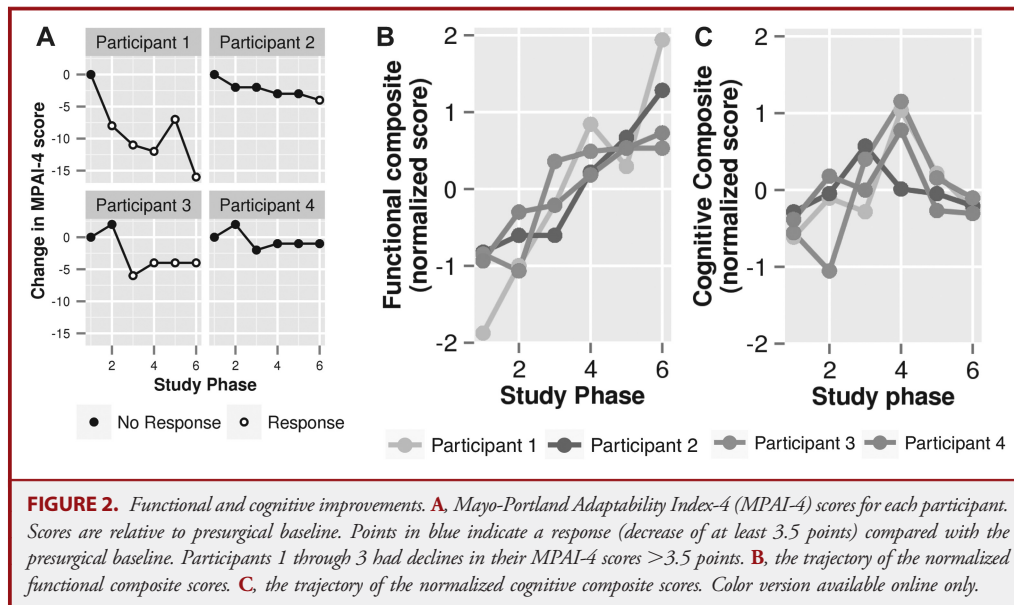 A
Participant 1
Participant 2
0
-5
-10
-15
Participant 3
Participant 4
0
-5
-10
-15
Change in MPAI-4 score
2
4
6
2
4
6
Study Phase
No Response
Response
B
Functional composite
(normalized score)
2
1
0
-1
-2
2
4
6
Study Phase
C
Cognitive Composite
(normalized score)
2
1
0
-1
-2
2
4
6
Study phase
Participant 1
Participant 2
Participant 3
Participant 4
FIGURE 2. Functional and cognitive improvements. A, Mayo-Portland Adaptability Index-4 (MPAI-4) scores for each participant.
Scores are relative to presurgical baseline. Points in blue indicate a response (decrease of at least 3.5 points) compared with the
presurgical baseline. Participants 1 through 3 had declines in their MPAI-4 scores >3.5 points. B, the trajectory of the normalized
functional composite scores. C, the trajectory of the normalized cognitive composite scores. Color version available online only.